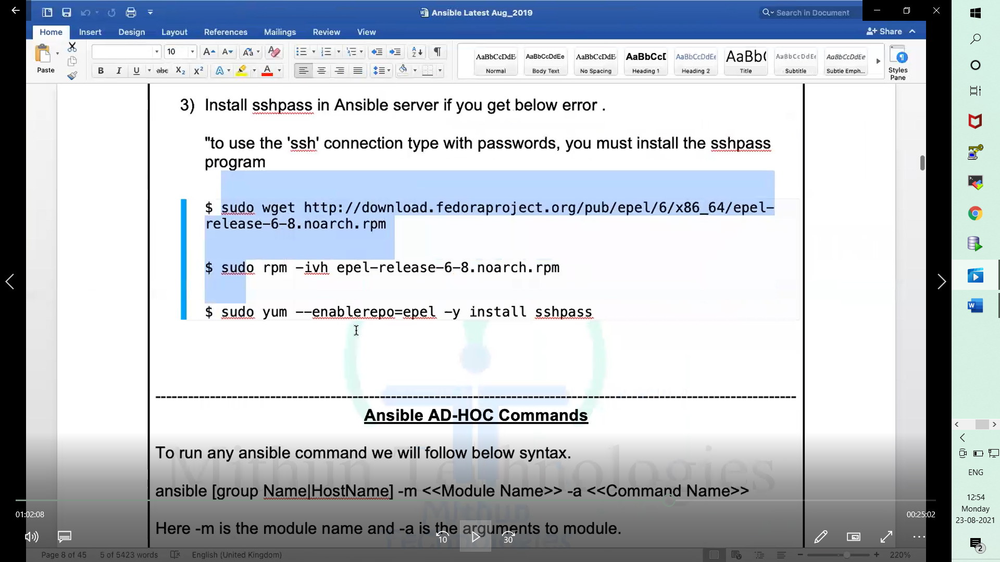 Ansible Latest Aug_2019
Search in Document
Home Insert Design Layout References Mailings Review View
Share
Paste
10
AaBbCcDdE AaBbCcDdEe AaBbCcDdE AaBbCcD AaBbCcDdEe AaBb( AaBbCcDdEe AaBbCcDdEe
Normal Body Text No Spacing Heading 1 Heading 2 Title Subtitle Subtle Emph...
Styles
Pane
B I U abc X2 X2 A A
3) Install sshpass in Ansible server if you get below error .
"to use the 'ssh' connection type with passwords, you must install the sshpass
program
$ sudo wget http://download.fedoraproject.org/pub/epel/6/x86_64/epel-
release-6-8.noarch.rpm
$ sudo rpm -ivh epel-release-6-8.noarch.rpm
$ sudo yum --enablerepo=epel -y install sshpass
--------------------------------------------------------------------------------
Ansible AD-HOC Commands
To run any ansible command we will follow below syntax.
Mithun Technologies
ansible [group Name|HostName] -m <<Module Name>> -a <<Command Name>>
Mithun
Technologies
01:02:08
00:25:02
Here -m is the module name and -a is the arguments to module.
10
30
Page 8 of 45 5 of 5423 words English (United Kingdom)
220%
ENG
12:54
Monday
23-08-2021
2